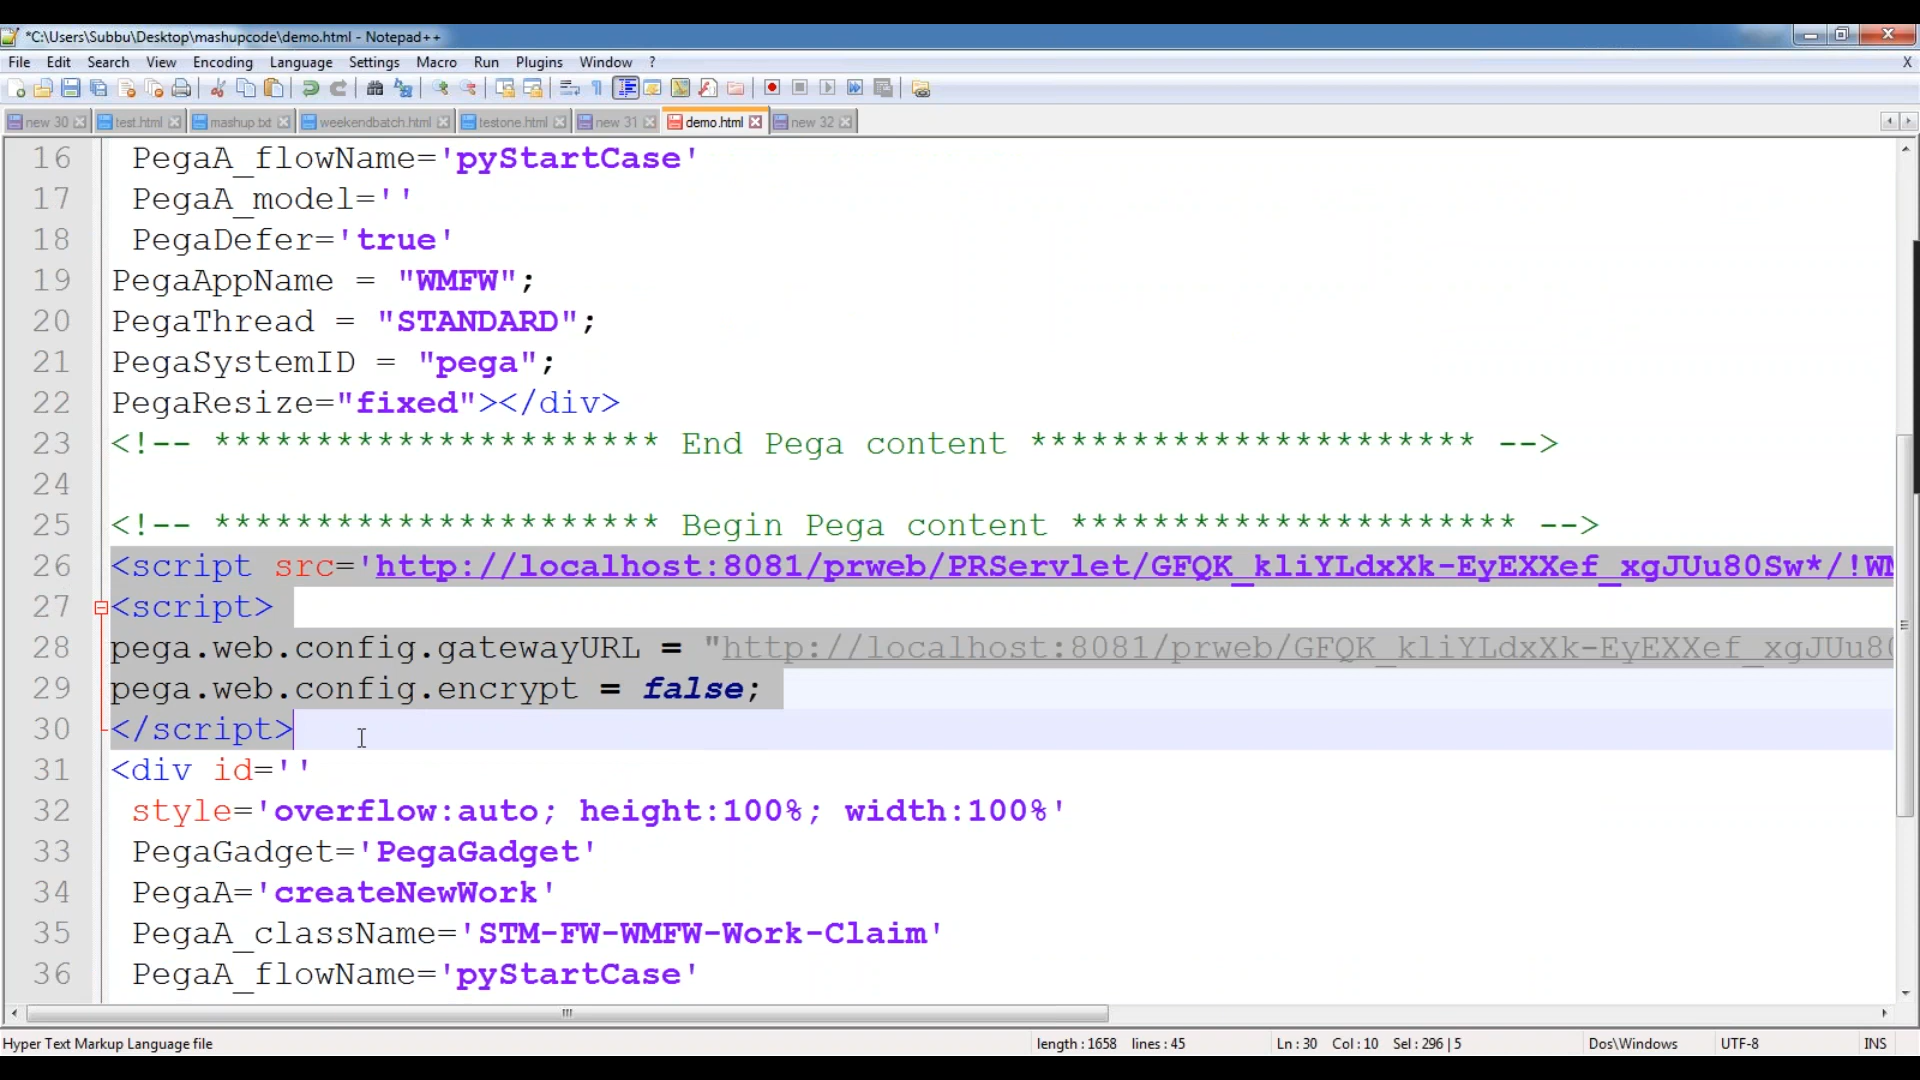 *C:\Users\Subbu\Desktop\mashupcode\demo.html - Notepad++
File Edit Search View Encoding Language Settings Macro Run Plugins Window ? X
new 30 test.html mashup.txt weekendbatch.html testone.html new 31 demo.html new 32
16 PegaA_flowName='pyStartCase'
17 PegaA_model=''
18 PegaDefer='true'
19 PegaAppName = "WMFW";
20 PegaThread = "STANDARD";
21 PegaSystemID = "pega";
22 PegaResize="fixed"></div>
23 <!-- ********************** End Pega content ********************** -->
24
25 <!-- ********************** Begin Pega content ********************** -->
26 <script src='http://localhost:8081/prweb/PRServlet/GFQK_kliYLdxXk-EyEXXef_xgJUu80Sw*/!WM
27 <script>
28 pega.web.config.gatewayURL = "http://localhost:8081/prweb/GFQK_kliYLdxXk-EyEXXef_xgJUu80
29 pega.web.config.encrypt = false;
30 </script>
31 <div id=''
32 style='overflow:auto; height:100%; width:100%'
33 PegaGadget='PegaGadget'
34 PegaA='createNewWork'
35 PegaA_className='STM-FW-WMFW-Work-Claim'
36 PegaA_flowName='pyStartCase'
Hyper Text Markup Language file length : 1658 lines : 45 Ln : 30 Col : 10 Sel : 296 | 5 Dos\Windows UTF-8 INS